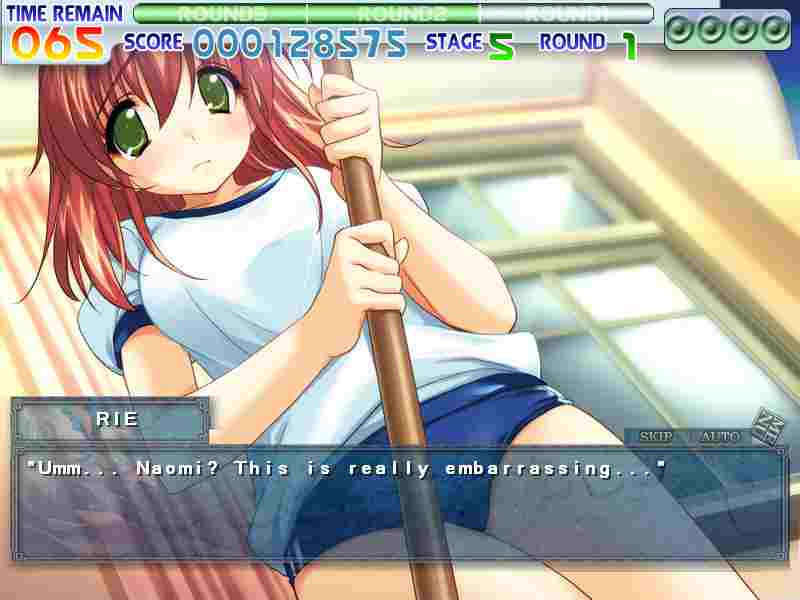 TIME REMAIN
065
ROUND3 ROUND2 ROUND1
SCORE 000128575 STAGE 5 ROUND 1
RIE
SKIP AUTO
"Umm... Naomi? This is really embarrassing..."